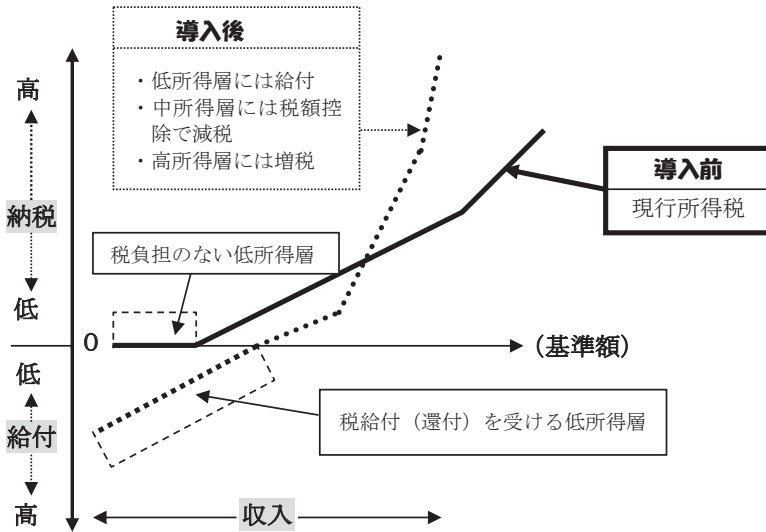 導入後
・低所得層には給付
・中所得層には税額控
除で減税
・高所得層には増税
高
納税
低
導入前
現行所得税
税負担のない低所得層
0
(基準額)
低
給付
高
税給付（還付）を受ける低所得層
収入